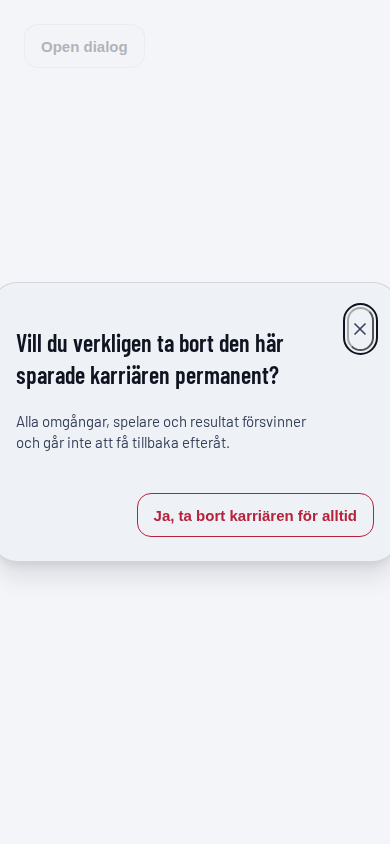 Open dialog
Vill du verkligen ta bort den här
sparade karriären permanent?
Alla omgångar, spelare och resultat försvinner
och går inte att få tillbaka efteråt.
Ja, ta bort karriären för alltid